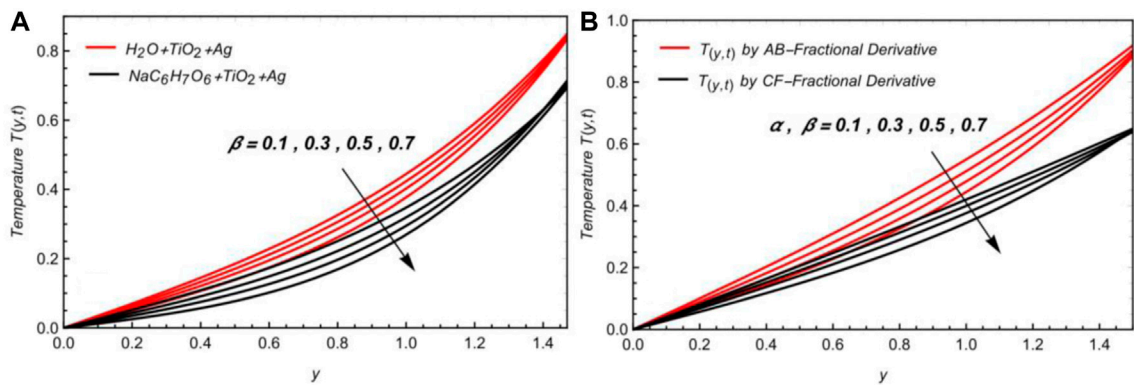 A
H₂O+TiO₂+Ag
NaC₆H₇O₆+TiO₂+Ag
β = 0.1 , 0.3 , 0.5 , 0.7
Temperature T(y,t)
0.8
0.6
0.4
0.2
0.0
0.0 0.2 0.4 0.6 0.8 1.0 1.2 1.4
y
B
T(y,t) by AB–Fractional Derivative
T(y,t) by CF–Fractional Derivative
α , β = 0.1 , 0.3 , 0.5 , 0.7
Temperature T(y,t)
1.0
0.8
0.6
0.4
0.2
0.0
0.0 0.2 0.4 0.6 0.8 1.0 1.2 1.4
y